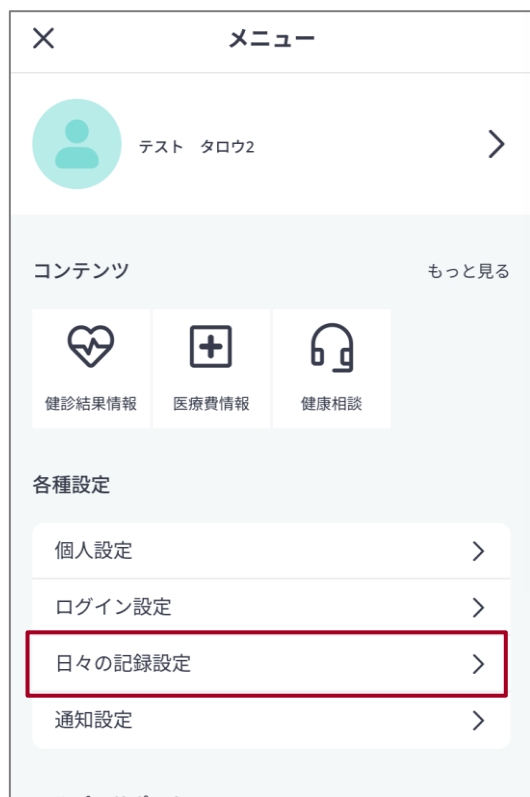 メニュー
テスト　タロウ2
コンテンツ
もっと見る
健診結果情報
医療費情報
健康相談
各種設定
個人設定
ログイン設定
日々の記録設定
通知設定